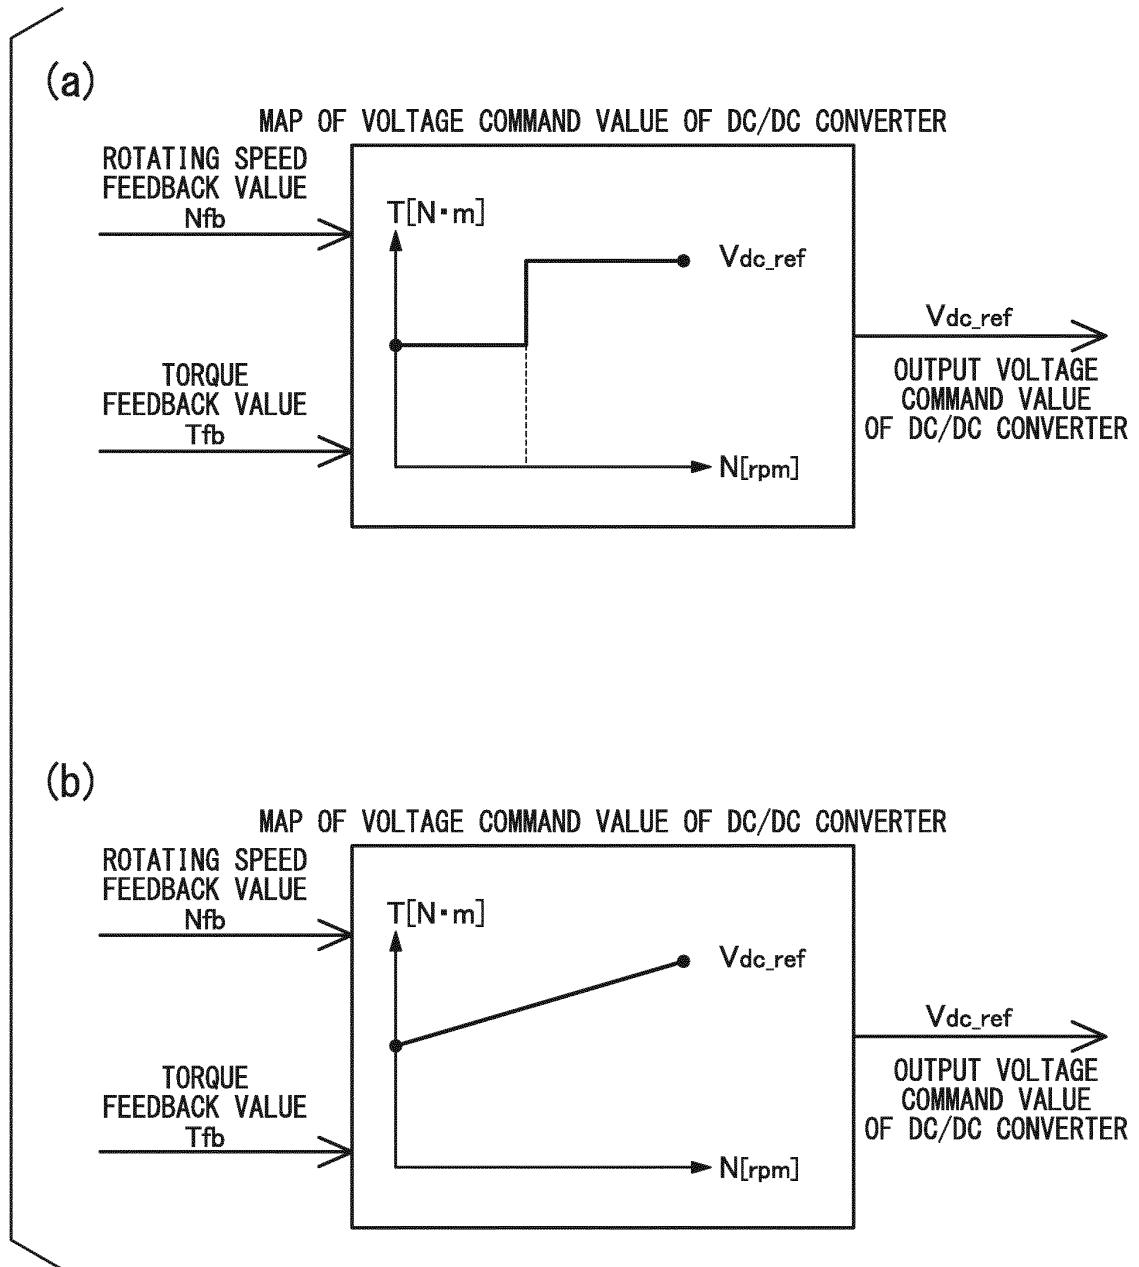 (a)
MAP OF VOLTAGE COMMAND VALUE OF DC/DC CONVERTER
ROTATING SPEED
FEEDBACK VALUE
Nfb
T[N・m]
Vdc_ref
Vdc_ref
OUTPUT VOLTAGE
COMMAND VALUE
OF DC/DC CONVERTER
TORQUE
FEEDBACK VALUE
Tfb
N[rpm]
(b)
MAP OF VOLTAGE COMMAND VALUE OF DC/DC CONVERTER
ROTATING SPEED
FEEDBACK VALUE
Nfb
T[N・m]
Vdc_ref
Vdc_ref
OUTPUT VOLTAGE
COMMAND VALUE
OF DC/DC CONVERTER
TORQUE
FEEDBACK VALUE
Tfb
N[rpm]